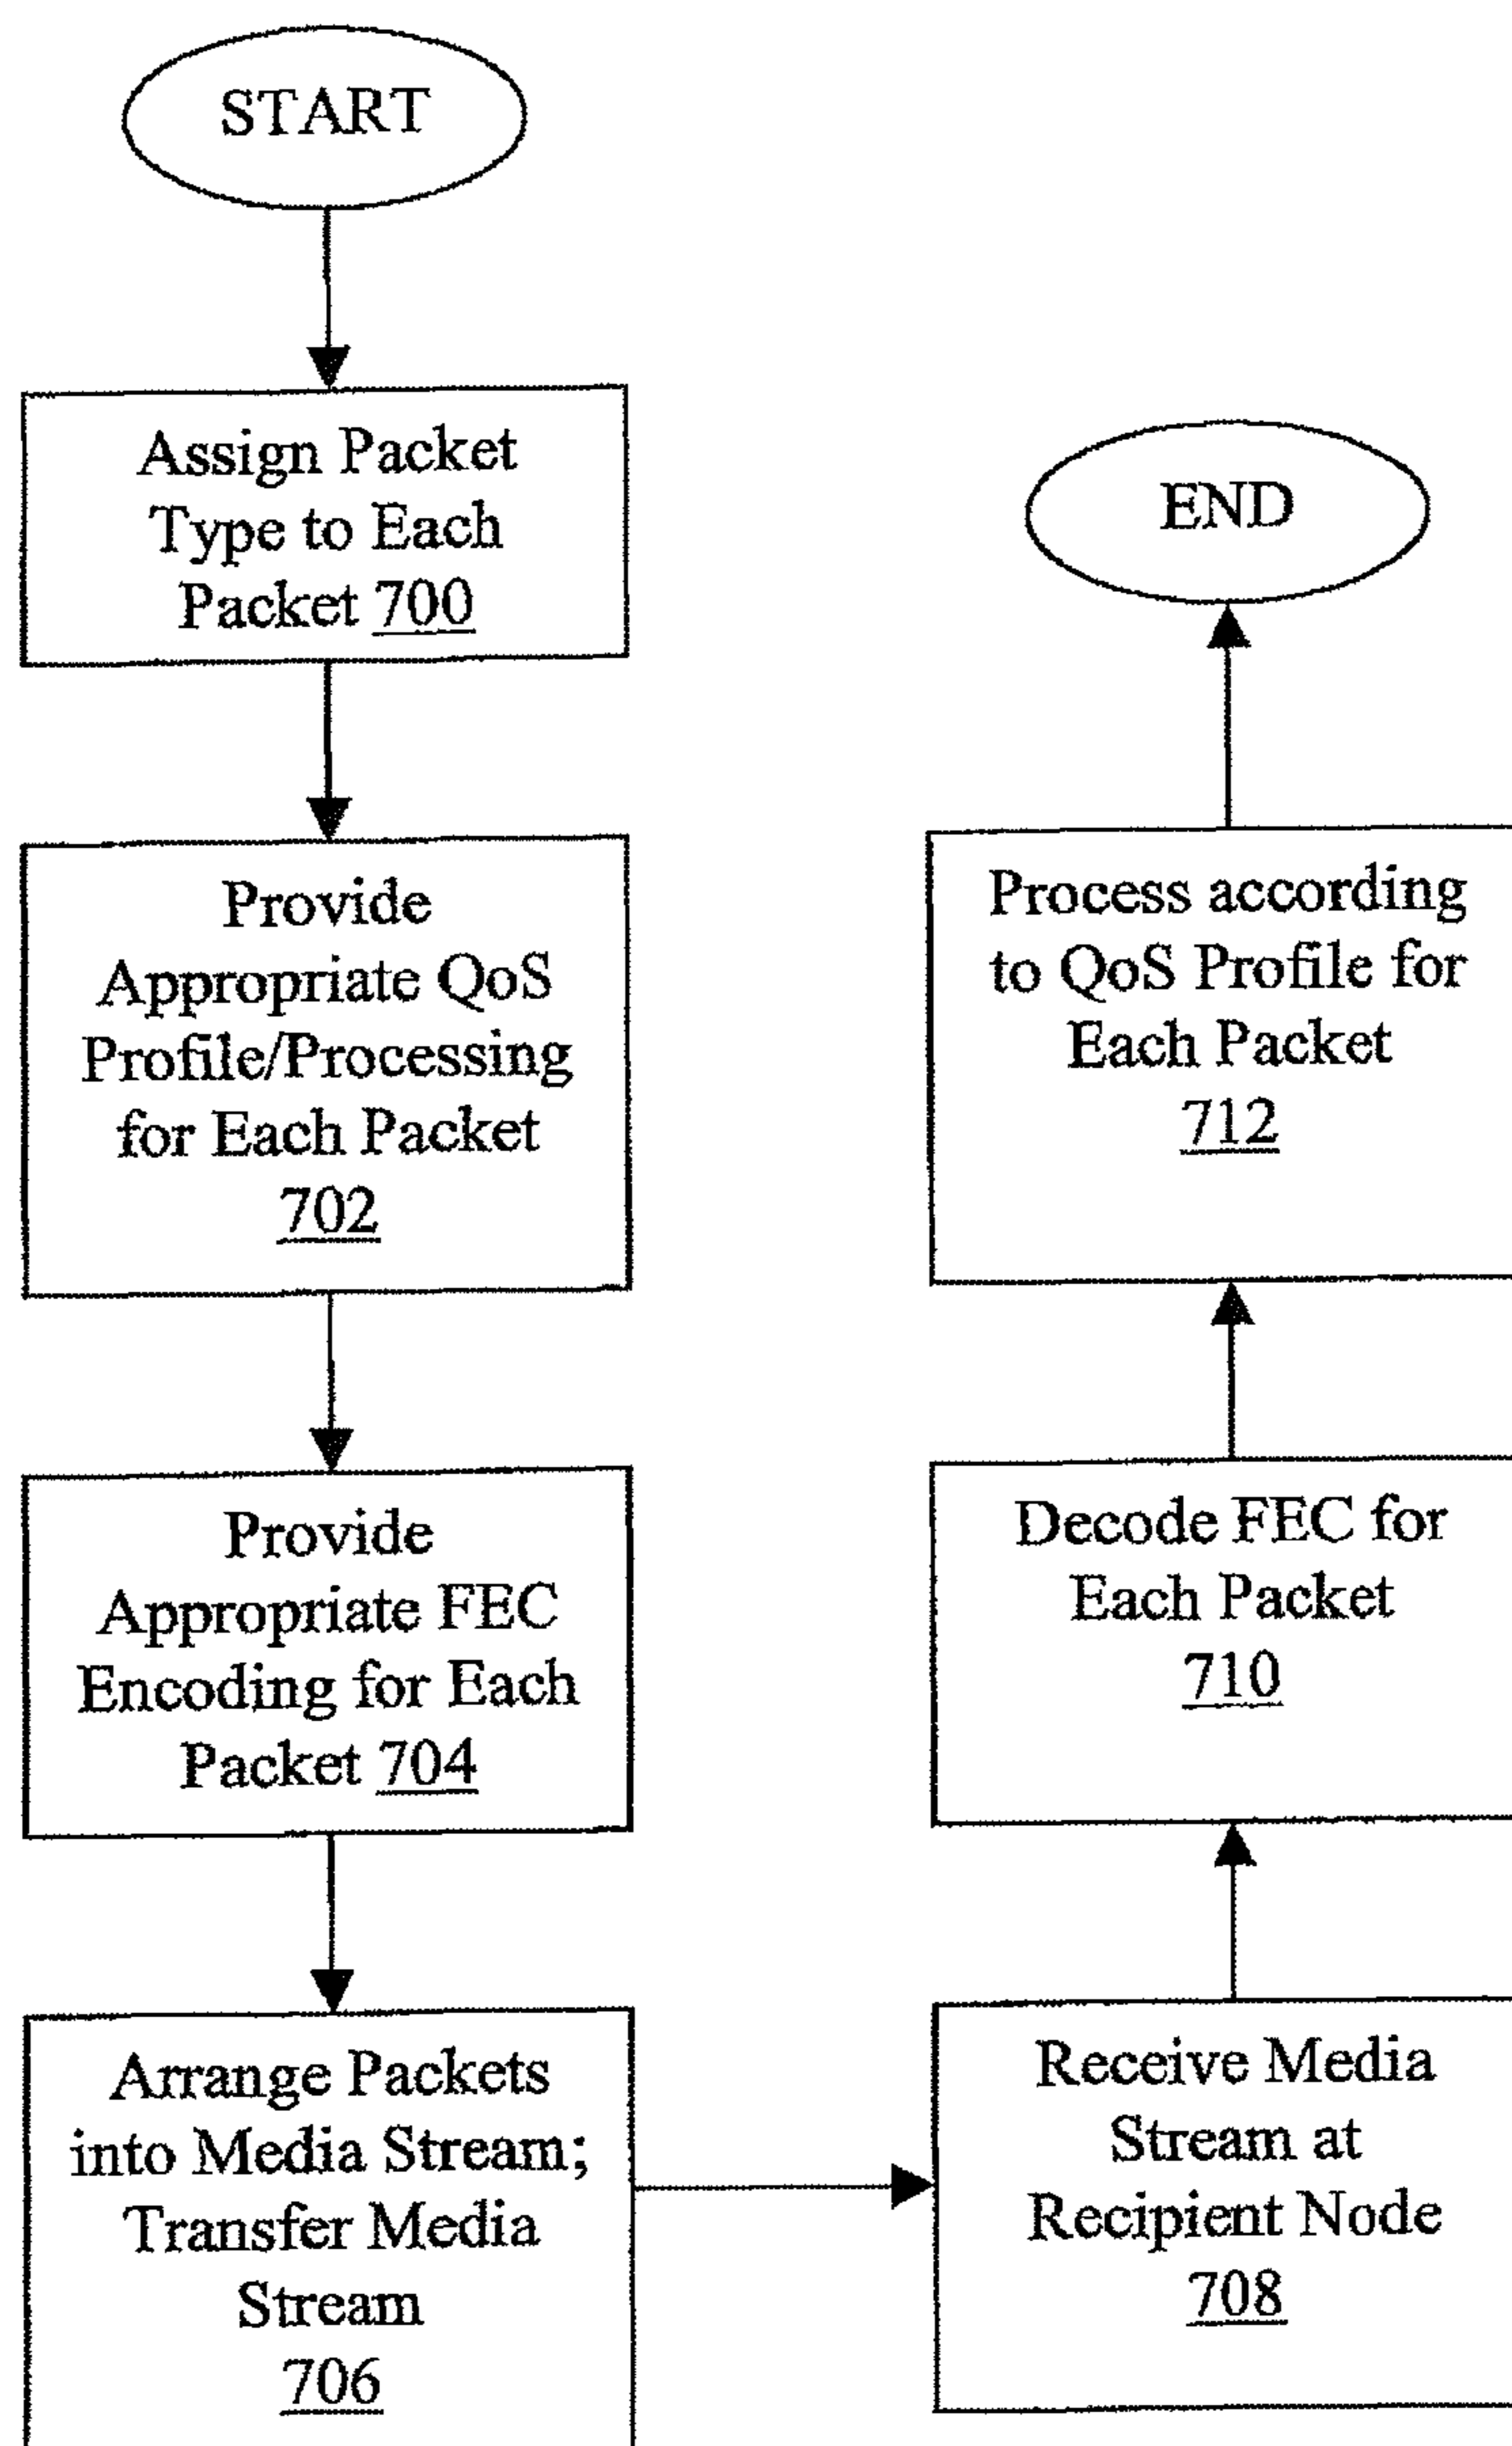 START
Assign Packet
Type to Each
Packet 700
Provide
Appropriate QoS
Profile/Processing
for Each Packet
702
Provide
Appropriate FEC
Encoding for Each
Packet 704
Arrange Packets
into Media Stream;
Transfer Media
Stream
706
Receive Media
Stream at
Recipient Node
708
Decode FEC for
Each Packet
710
Process according
to QoS Profile for
Each Packet
712
END